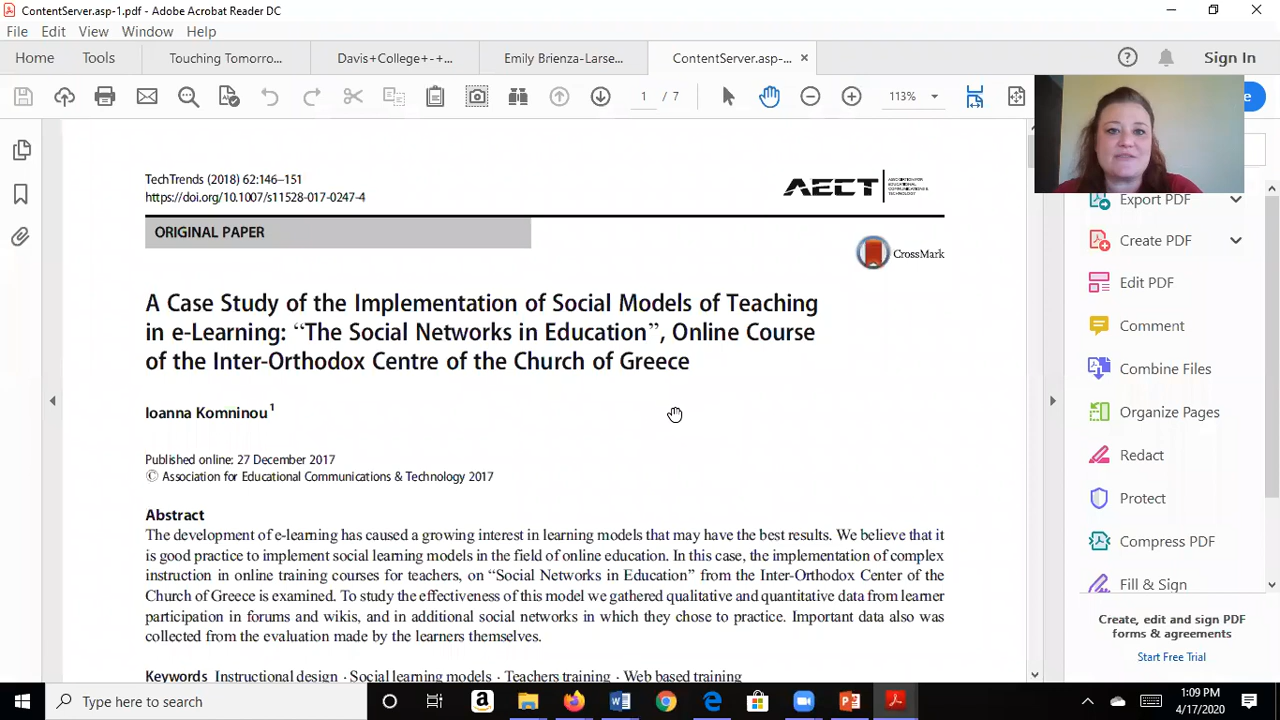 ContentServer.asp-1.pdf - Adobe Acrobat Reader DC
File Edit View Window Help
Home Tools Touching Tomorro... Davis+College+-+... Emily Brienza-Larse... ContentServer.asp-... × Sign In
1 / 7 113%
TechTrends (2018) 62:146–151
https://doi.org/10.1007/s11528-017-0247-4
AECT
ASSOCIATION FOR
EDUCATIONAL
COMMUNICATIONS &
TECHNOLOGY
ORIGINAL PAPER
CrossMark
A Case Study of the Implementation of Social Models of Teaching
in e-Learning: “The Social Networks in Education”, Online Course
of the Inter-Orthodox Centre of the Church of Greece
Ioanna Komninou1
Published online: 27 December 2017
© Association for Educational Communications & Technology 2017
Abstract
The development of e-learning has caused a growing interest in learning models that may have the best results. We believe that it
is good practice to implement social learning models in the field of online education. In this case, the implementation of complex
instruction in online training courses for teachers, on “Social Networks in Education” from the Inter-Orthodox Center of the
Church of Greece is examined. To study the effectiveness of this model we gathered qualitative and quantitative data from learner
participation in forums and wikis, and in additional social networks in which they chose to practice. Important data also was
collected from the evaluation made by the learners themselves.
Keywords Instructional design · Social learning models · Teachers training · Web based training
Export PDF
Create PDF
Edit PDF
Comment
Combine Files
Organize Pages
Redact
Protect
Compress PDF
Fill & Sign
Create, edit and sign PDF
forms & agreements
Start Free Trial
Type here to search
1:09 PM
4/17/2020